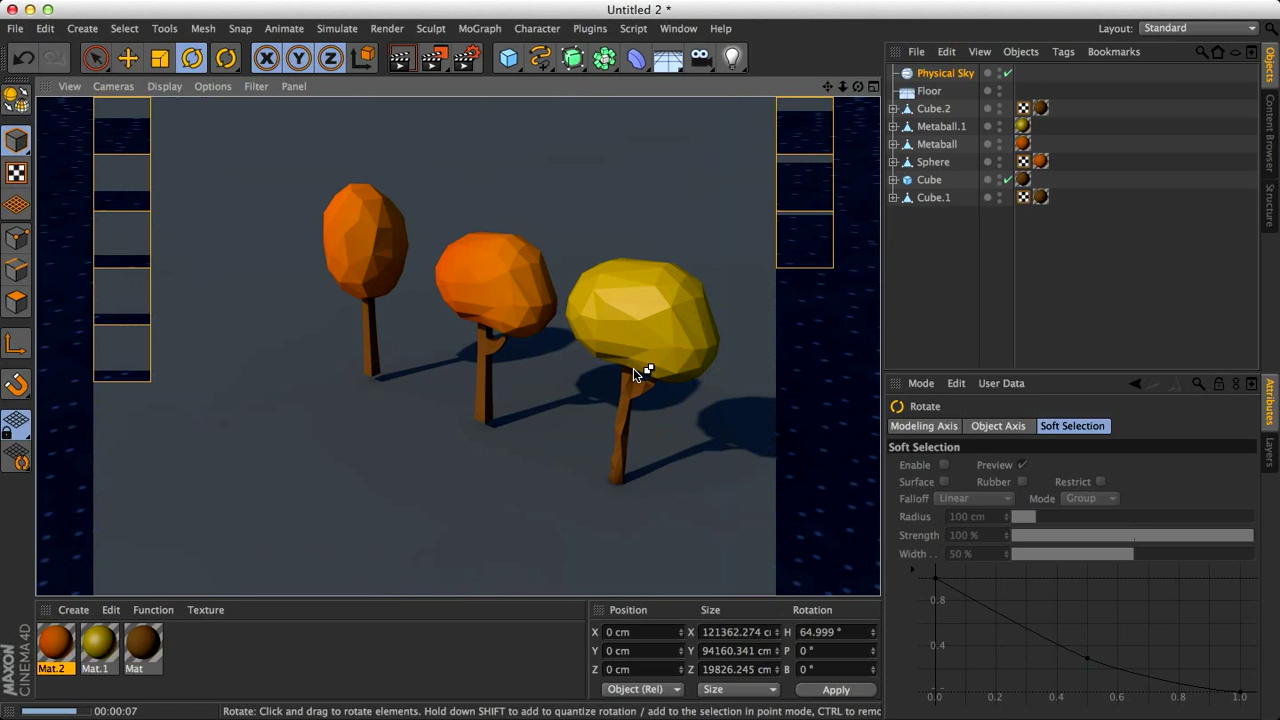 Untitled 2 *
File Edit Create Select Tools Mesh Snap Animate Simulate Render Sculpt MoGraph Character Plugins Script Window Help
Layout: Standard
X Y Z
View Cameras Display Options Filter Panel
File Edit View Objects Tags Bookmarks
Physical Sky
Floor
Cube.2
Metaball.1
Metaball
Sphere
Cube
Cube.1
Objects
Content Browser
Structure
Mode Edit User Data
Rotate
Modeling Axis Object Axis Soft Selection
Soft Selection
Enable Preview
Surface Rubber Restrict
Falloff Linear Mode Group
Radius 100 cm
Strength 100 %
Width . . 50 %
0.8
0.4
0.0 0.2 0.4 0.6 0.8 1.0
Attributes
Layers
Create Edit Function Texture
Mat.2 Mat.1 Mat
Position Size Rotation
X 0 cm X 121362.274 c H 64.999 °
Y 0 cm Y 94160.341 cm P 0 °
Z 0 cm Z 19826.245 cm B 0 °
Object (Rel) Size Apply
MAXON
CINEMA 4D
00:00:07 Rotate: Click and drag to rotate elements. Hold down SHIFT to add to quantize rotation / add to the selection in point mode, CTRL to remo